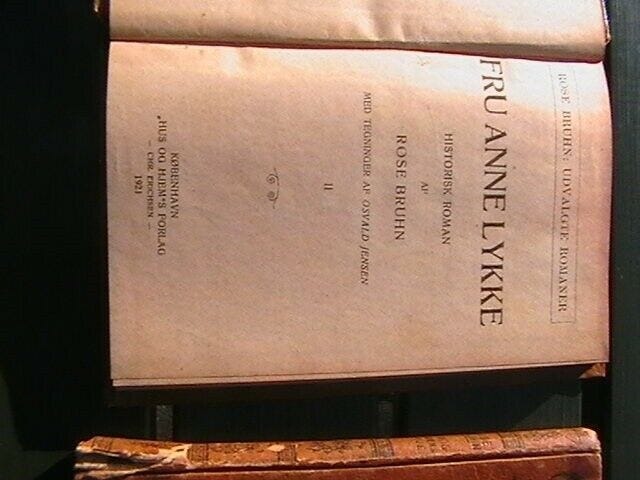 ROSE BRUHN: UDVALGTE ROMANER
FRU ANNE LYKKE
HISTORISK ROMAN
AF
ROSE BRUHN
MED TEGNINGER AF OSVALD JENSEN
II
KØBENHAVN
„HUS OG HJEM"S FORLAG
— CHR. ERICHSEN —
1921